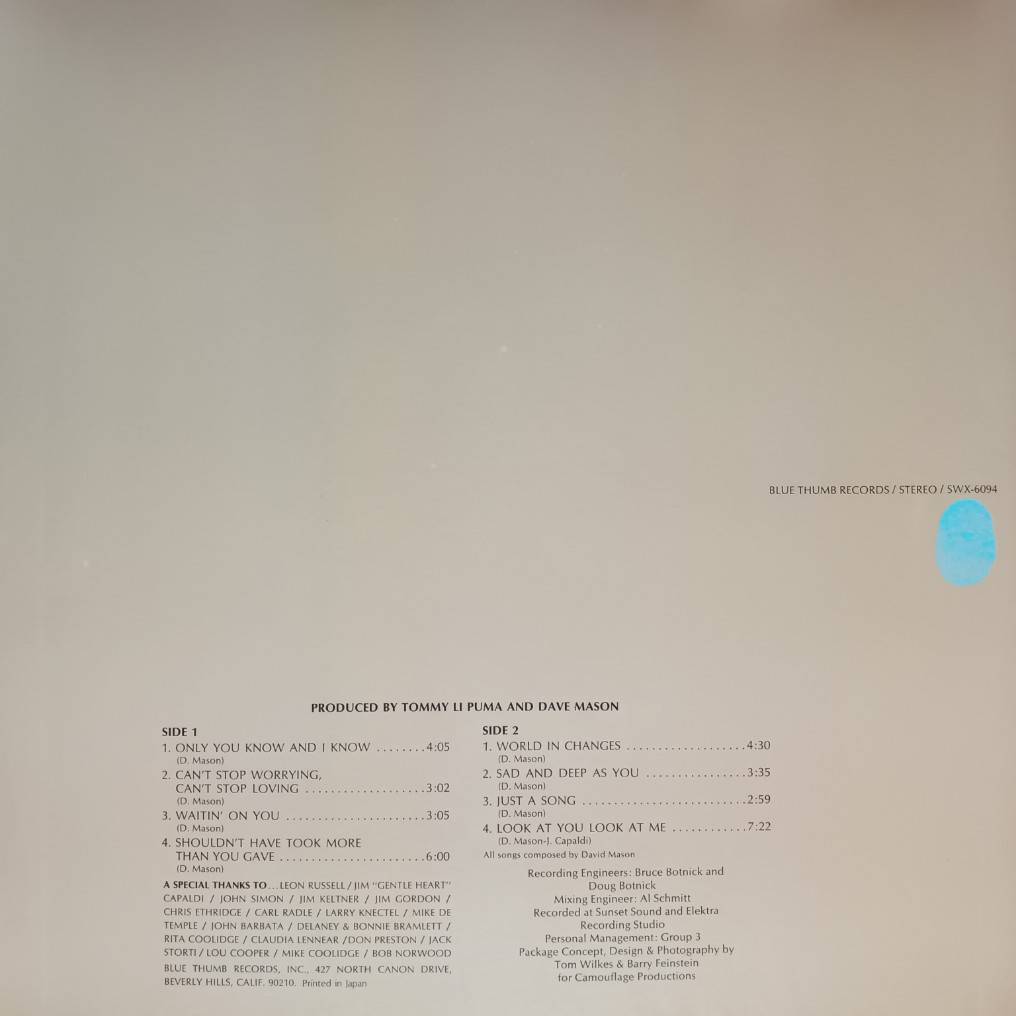 BLUE THUMB RECORDS / STEREO / SWX-6094
PRODUCED BY TOMMY LI PUMA AND DAVE MASON
SIDE 1
1. ONLY YOU KNOW AND I KNOW ........4:05
(D. Mason)
2. CAN'T STOP WORRYING,
CAN'T STOP LOVING ...................3:02
(D. Mason)
3. WAITIN' ON YOU ......................3:05
(D. Mason)
4. SHOULDN'T HAVE TOOK MORE
THAN YOU GAVE .......................6:00
(D. Mason)
A SPECIAL THANKS TO...LEON RUSSELL / JIM "GENTLE HEART"
CAPALDI / JOHN SIMON / JIM KELTNER / JIM GORDON /
CHRIS ETHRIDGE / CARL RADLE / LARRY KNECTEL / MIKE DE
TEMPLE / JOHN BARBATA / DELANEY & BONNIE BRAMLETT /
RITA COOLIDGE / CLAUDIA LENNEAR /DON PRESTON / JACK
STORTI / LOU COOPER / MIKE COOLIDGE / BOB NORWOOD
BLUE THUMB RECORDS, INC., 427 NORTH CANON DRIVE,
BEVERLY HILLS, CALIF. 90210. Printed in Japan
SIDE 2
1. WORLD IN CHANGES ...................4:30
(D. Mason)
2. SAD AND DEEP AS YOU ................3:35
(D. Mason)
3. JUST A SONG ..........................2:59
(D. Mason)
4. LOOK AT YOU LOOK AT ME ............7:22
(D. Mason-J. Capaldi)
All songs composed by David Mason
Recording Engineers: Bruce Botnick and
Doug Botnick
Mixing Engineer: Al Schmitt
Recorded at Sunset Sound and Elektra
Recording Studio
Personal Management: Group 3
Package Concept, Design & Photography by
Tom Wilkes & Barry Feinstein
for Camouflage Productions